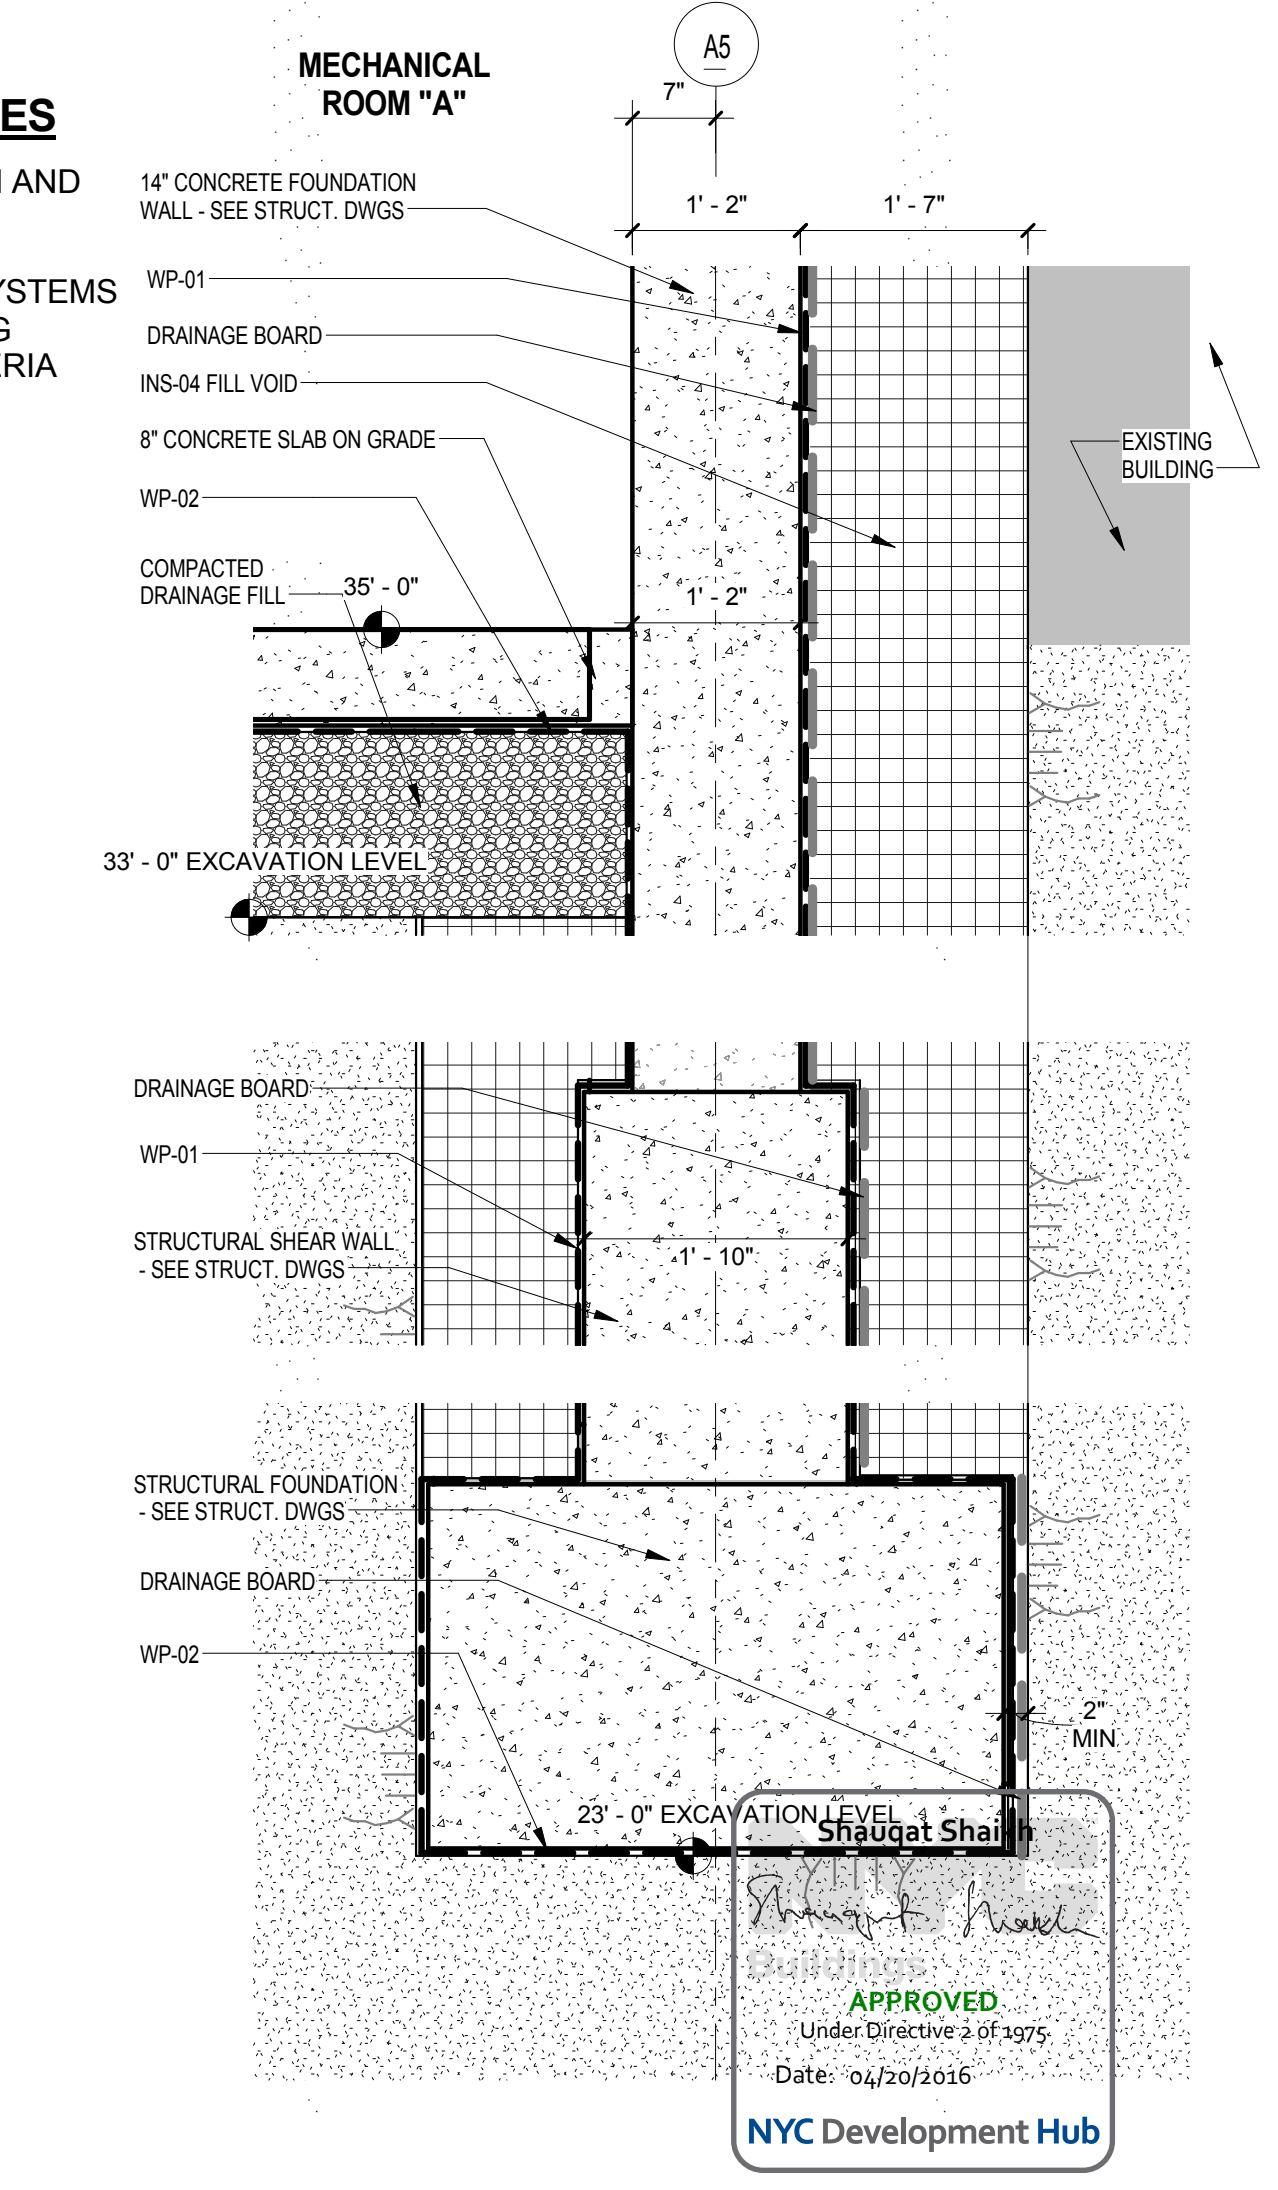 A5
MECHANICAL
ROOM "A"
7"
ES
AND
14" CONCRETE FOUNDATION
WALL - SEE STRUCT. DWGS
1' - 2"
1' - 7"
WP-01
YSTEMS
G
DRAINAGE BOARD
ERIA
INS-04 FILL VOID
8" CONCRETE SLAB ON GRADE
EXISTING
BUILDING
WP-02
COMPACTED
DRAINAGE FILL
35' - 0"
1' - 2"
33' - 0" EXCAVATION LEVEL
DRAINAGE BOARD
WP-01
STRUCTURAL SHEAR WALL
- SEE STRUCT. DWGS
1' - 10"
STRUCTURAL FOUNDATION
- SEE STRUCT. DWGS
DRAINAGE BOARD
WP-02
2"
MIN
23' - 0" EXCAVATION LEVEL
Shauqat Shaikh
NYC
Buildings
APPROVED
Under Directive 2 of 1975
Date: 04/20/2016
NYC Development Hub